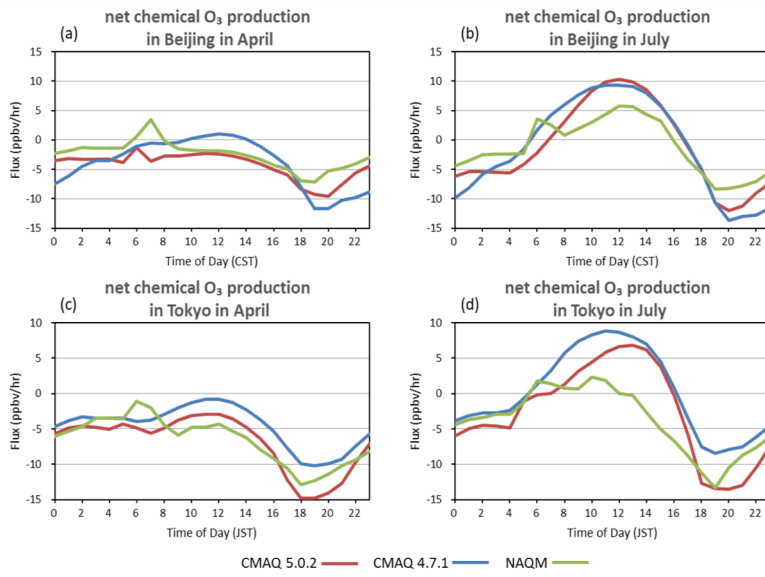 net chemical O₃ production
in Beijing in April
(a)
Flux (ppbv/hr)
15
10
5
0
-5
-10
-15
0 2 4 6 8 10 12 14 16 18 20 22
Time of Day (CST)
net chemical O₃ production
in Beijing in July
(b)
Flux (ppbv/hr)
15
10
5
0
-5
-10
-15
0 2 4 6 8 10 12 14 16 18 20 22
Time of Day (CST)
net chemical O₃ production
in Tokyo in April
(c)
Flux (ppbv/hr)
10
5
0
-5
-10
-15
0 2 4 6 8 10 12 14 16 18 20 22
Time of Day (JST)
net chemical O₃ production
in Tokyo in July
(d)
Flux (ppbv/hr)
10
5
0
-5
-10
-15
0 2 4 6 8 10 12 14 16 18 20 22
Time of Day (JST)
CMAQ 5.0.2 CMAQ 4.7.1 NAQM